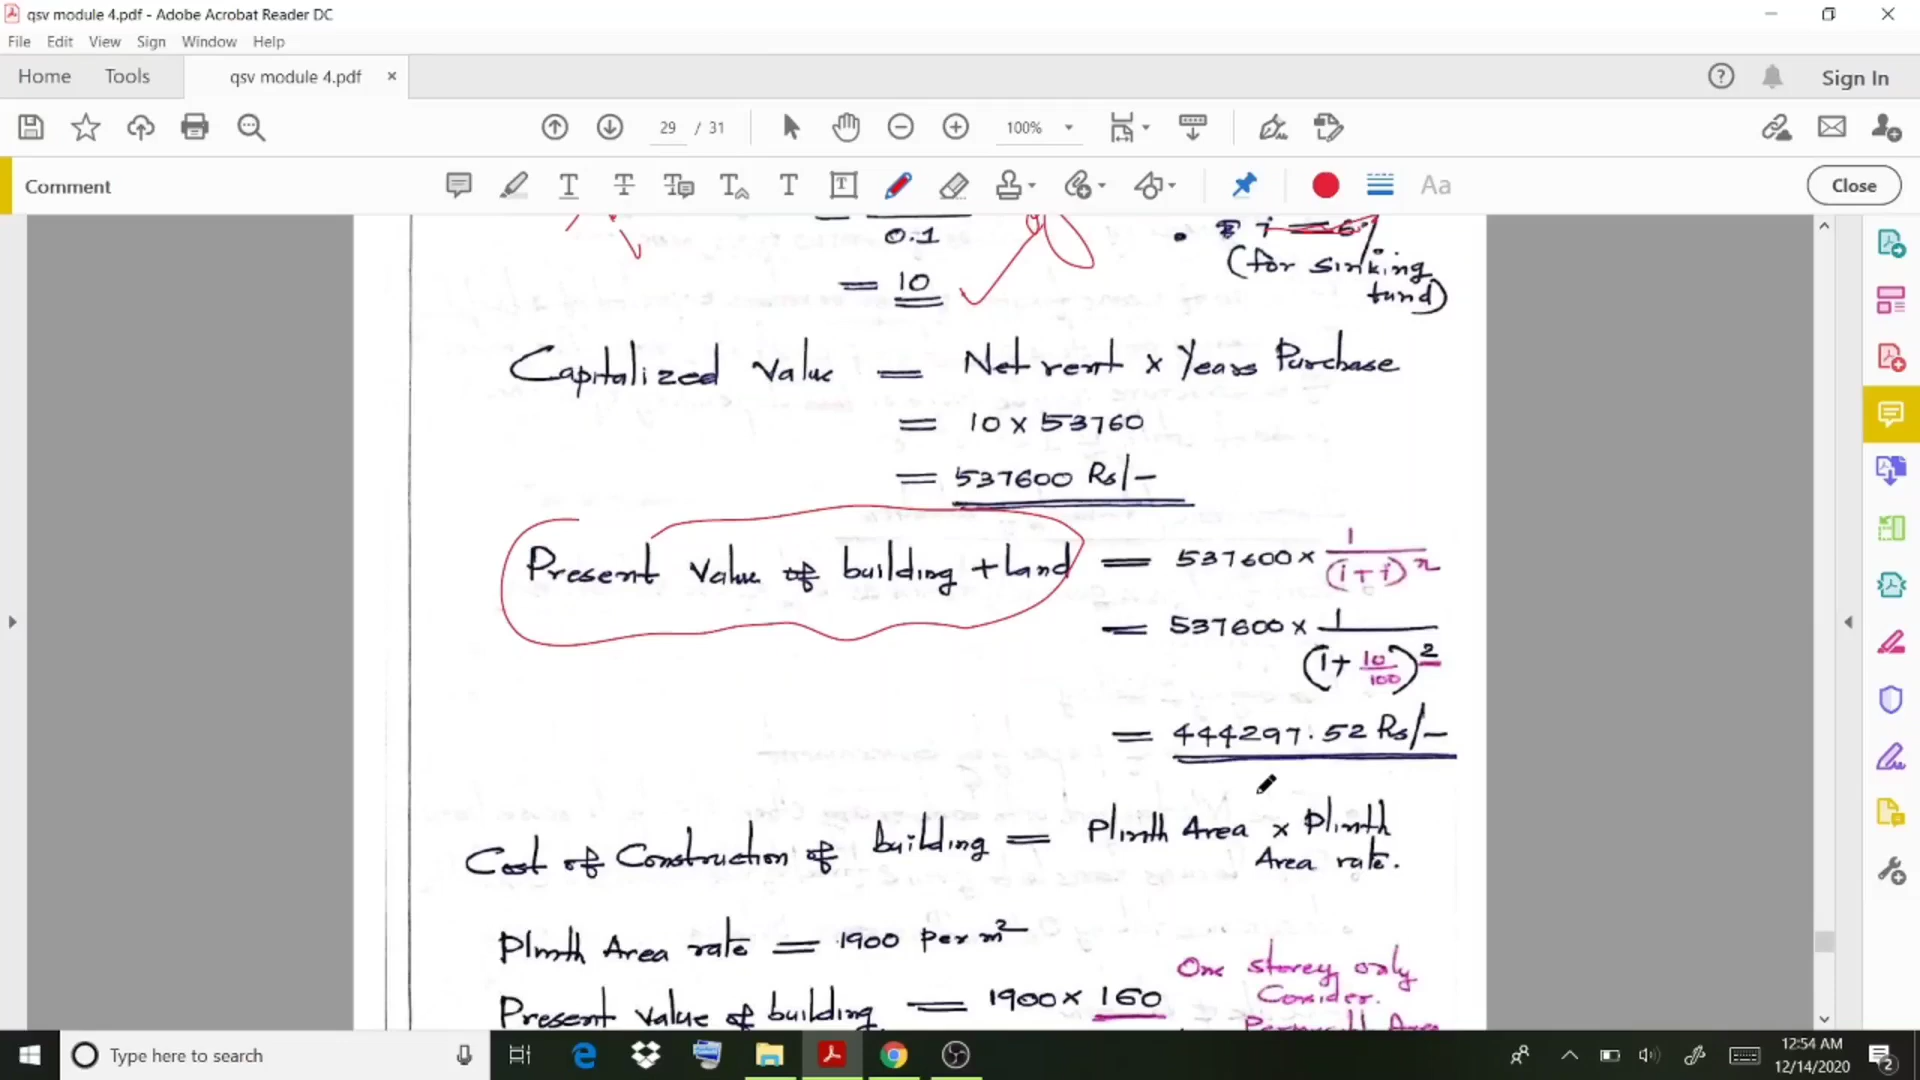 qsv module 4.pdf - Adobe Acrobat Reader DC
File Edit View Sign Window Help
Home Tools qsv module 4.pdf × Sign In
29 / 31 100%
Comment Close
0.1
= 10
(for sinking
fund)
Capitalized Value = Net rent × Years Purchase
= 10 × 53760
= 537600 Rs/-
Present Value of building + land = 537600 × 1/(1+i)^n
= 537600 × 1/(1+10/100)^2
= 444297.52 Rs/-
Cost of Construction of building = Plinth Area × Plinth
Area rate.
Plinth Area rate = 1900 per m²
One storey only
Consider.
Present value of building = 1900 × 160
Type here to search
12:54 AM
12/14/2020
2